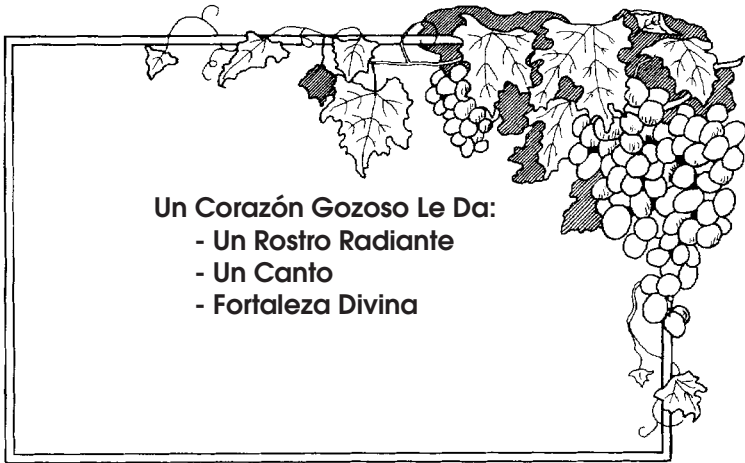 Un Corazón Gozoso Le Da:
- Un Rostro Radiante
- Un Canto
- Fortaleza Divina